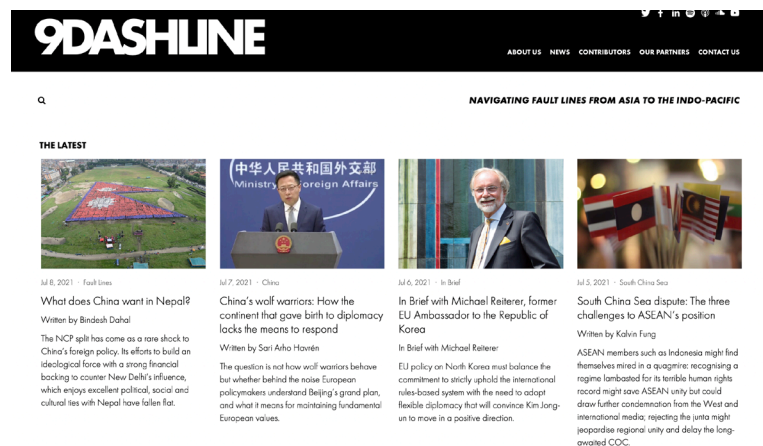 9DASHLINE
ABOUT US NEWS CONTRIBUTORS OUR PARTNERS CONTACT US
NAVIGATING FAULT LINES FROM ASIA TO THE INDO-PACIFIC
THE LATEST
中华人民共和国外交部
Ministry of Foreign Affairs
Jul 8, 2021 · Fault Lines
What does China want in Nepal?
Written by Bindesh Dahal
The NCP split has come as a rare shock to
China's foreign policy. Its efforts to build an
ideological force with a strong financial
backing to counter New Delhi's influence,
which enjoys excellent political, social and
cultural ties with Nepal have fallen flat.
Jul 7, 2021 · China
China's wolf warriors: How the
continent that gave birth to diplomacy
lacks the means to respond
Written by Sari Arho Havrén
The question is not how wolf warriors behave
but whether behind the noise European
policymakers understand Beijing's grand plan,
and what it means for maintaining fundamental
European values.
Jul 6, 2021 · In Brief
In Brief with Michael Reiterer, former
EU Ambassador to the Republic of
Korea
In Brief with Michael Reiterer
EU policy on North Korea must balance the
commitment to strictly uphold the international
rules-based system with the need to adopt
flexible diplomacy that will convince Kim Jong-
un to move in a positive direction.
Jul 5, 2021 · South China Sea
South China Sea dispute: The three
challenges to ASEAN's position
Written by Kalvin Fung
ASEAN members such as Indonesia might find
themselves mired in a quagmire: recognising a
regime lambasted for its terrible human rights
record might save ASEAN unity but could
draw further condemnation from the West and
international media; rejecting the junta might
jeopardise regional unity and delay the long-
awaited COC.